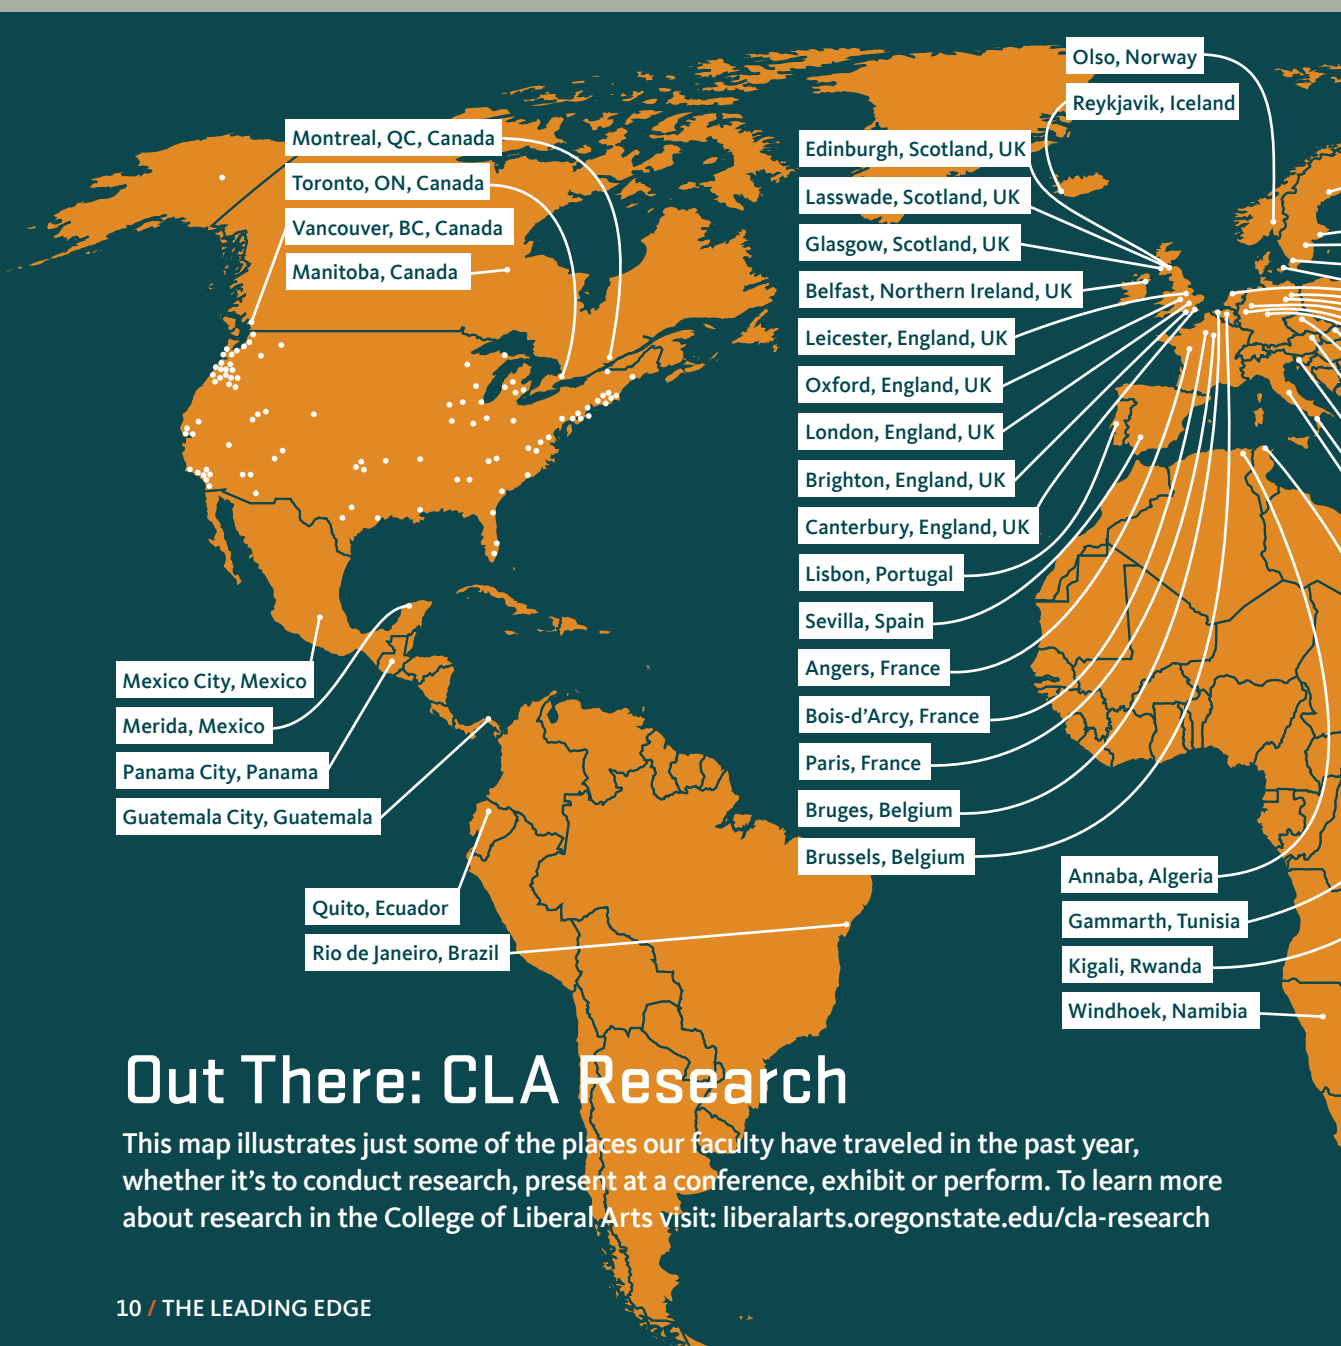 Olso, Norway
Reykjavik, Iceland
Montreal, QC, Canada
Toronto, ON, Canada
Vancouver, BC, Canada
Manitoba, Canada
Edinburgh, Scotland, UK
Lasswade, Scotland, UK
Glasgow, Scotland, UK
Belfast, Northern Ireland, UK
Leicester, England, UK
Oxford, England, UK
London, England, UK
Brighton, England, UK
Canterbury, England, UK
Lisbon, Portugal
Sevilla, Spain
Angers, France
Bois-d’Arcy, France
Paris, France
Bruges, Belgium
Brussels, Belgium
Mexico City, Mexico
Merida, Mexico
Panama City, Panama
Guatemala City, Guatemala
Quito, Ecuador
Rio de Janeiro, Brazil
Annaba, Algeria
Gammarth, Tunisia
Kigali, Rwanda
Windhoek, Namibia
Out There: CLA Research
This map illustrates just some of the places our faculty have traveled in the past year,
whether it’s to conduct research, present at a conference, exhibit or perform. To learn more
about research in the College of Liberal Arts visit: liberalarts.oregonstate.edu/cla-research
10 / THE LEADING EDGE